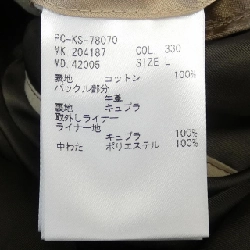 PC-KS-78070
VK. 204187 COL. 330
VD. 42006 SIZE L
表地 コットン 100%
バックル部分
牛革
裏地 キュプラ
取外しライナー
ライナー地
キュプラ 100%
中わた ポリエステル 100%